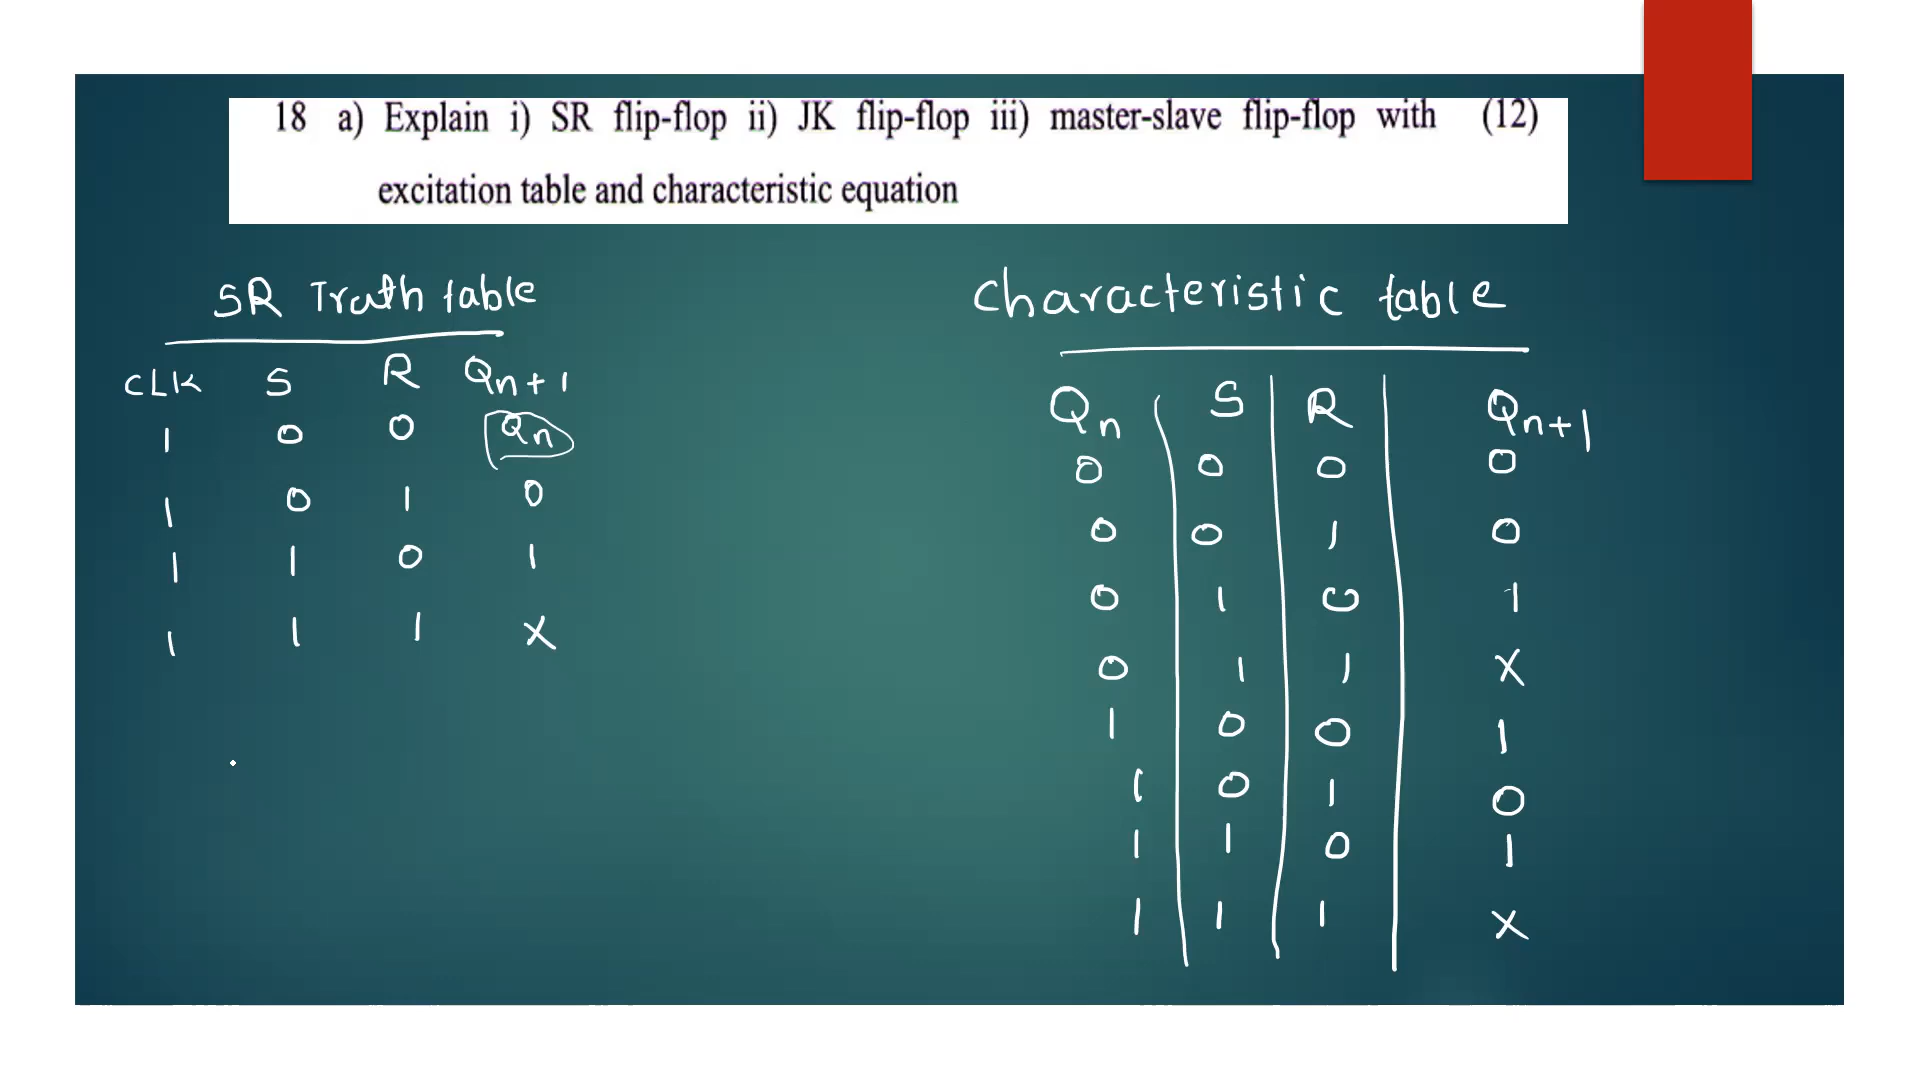 18 a) Explain i) SR flip-flop ii) JK flip-flop iii) master-slave flip-flop with (12)
excitation table and characteristic equation
SR Truth table
CLK S R Qn+1
1 0 0 Qn
1 0 1 0
1 1 0 1
1 1 1 X
Characteristic table
Qn S R Qn+1
0 0 0 0
0 0 1 0
0 1 0 1
0 1 1 X
1 0 0 1
1 0 1 0
1 1 0 1
1 1 1 X